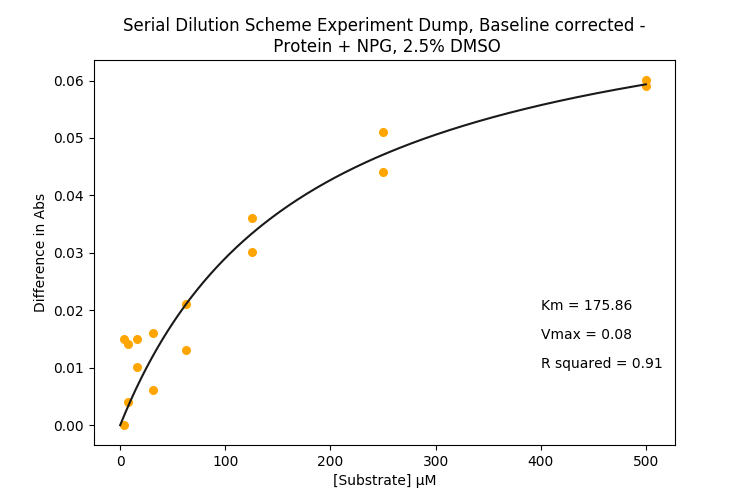 Serial Dilution Scheme Experiment Dump, Baseline corrected -
Protein + NPG, 2.5% DMSO
0.06
0.05
0.04
0.03
0.02
0.01
0.00
Difference in Abs
Km = 175.86
Vmax = 0.08
R squared = 0.91
0 100 200 300 400 500
[Substrate] μM